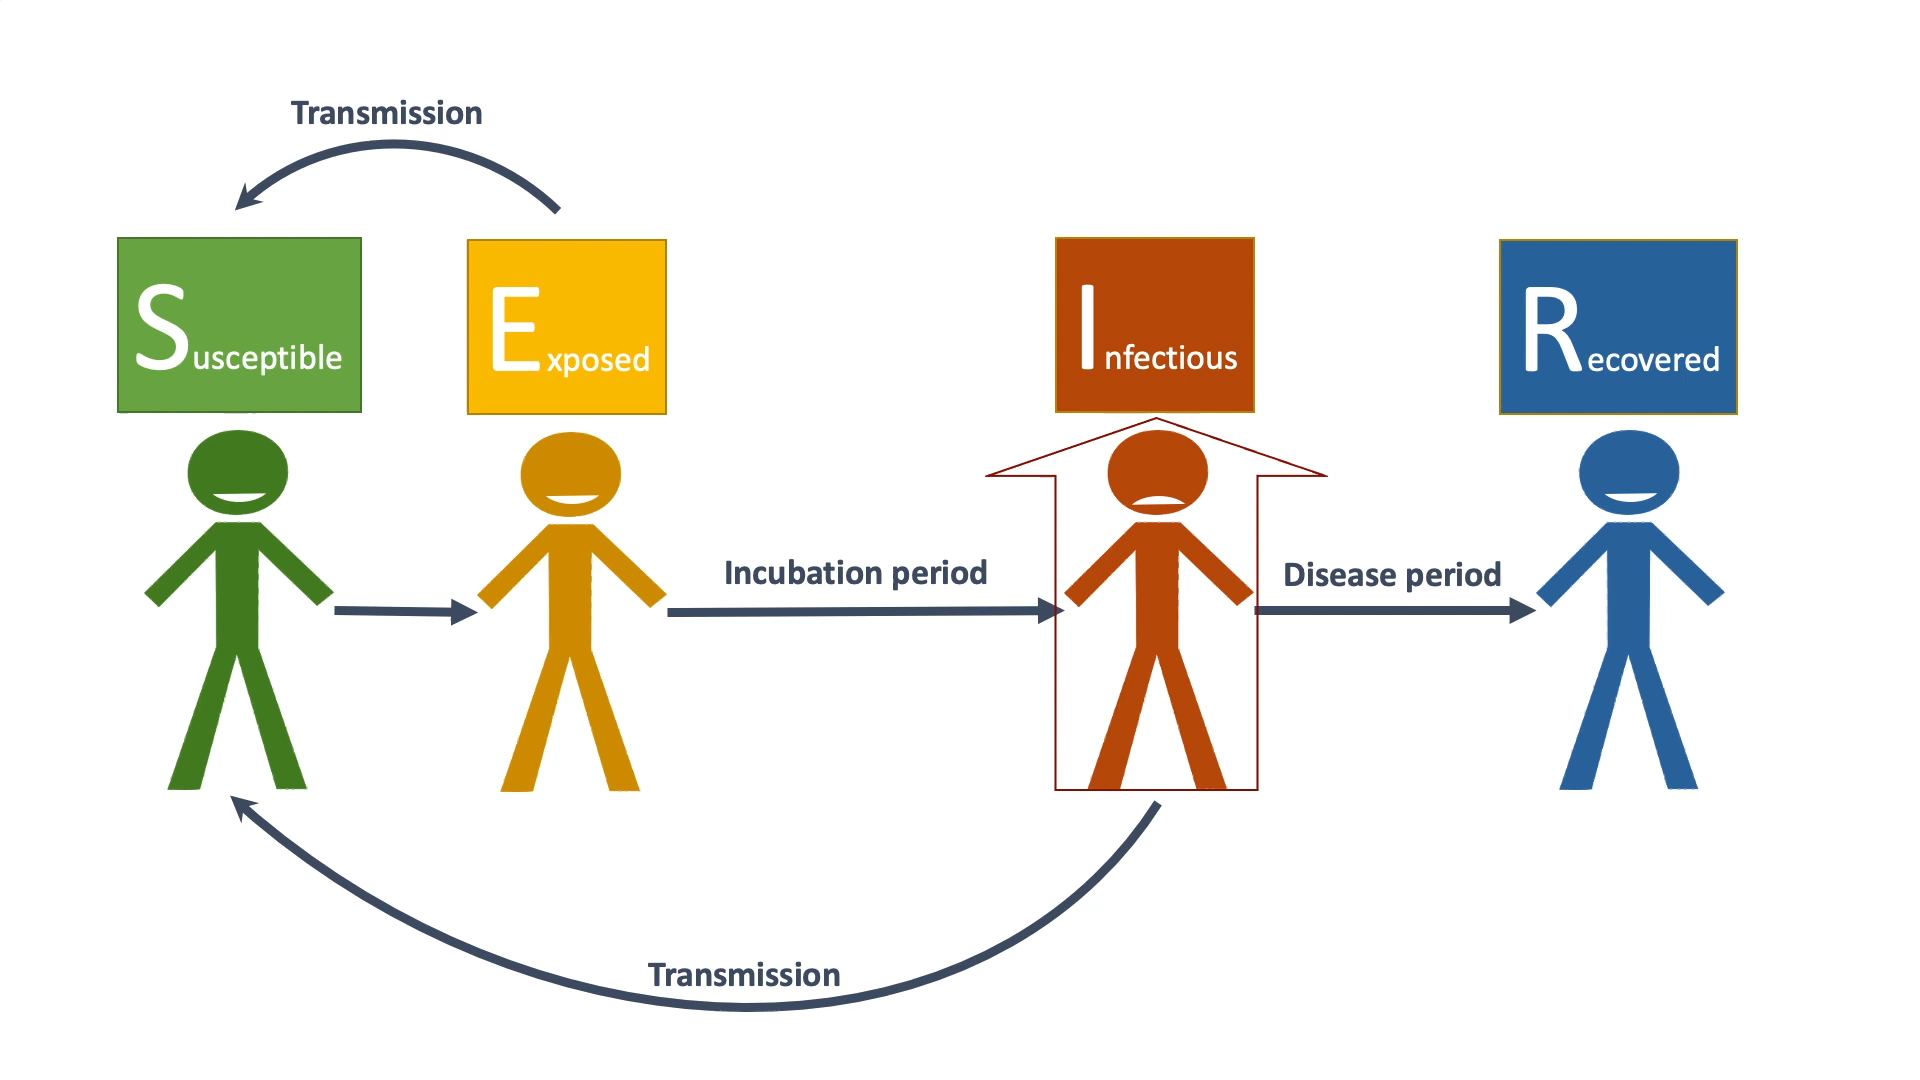 Transmission
Susceptible
Exposed
Infectious
Recovered
Incubation period
Disease period
Transmission